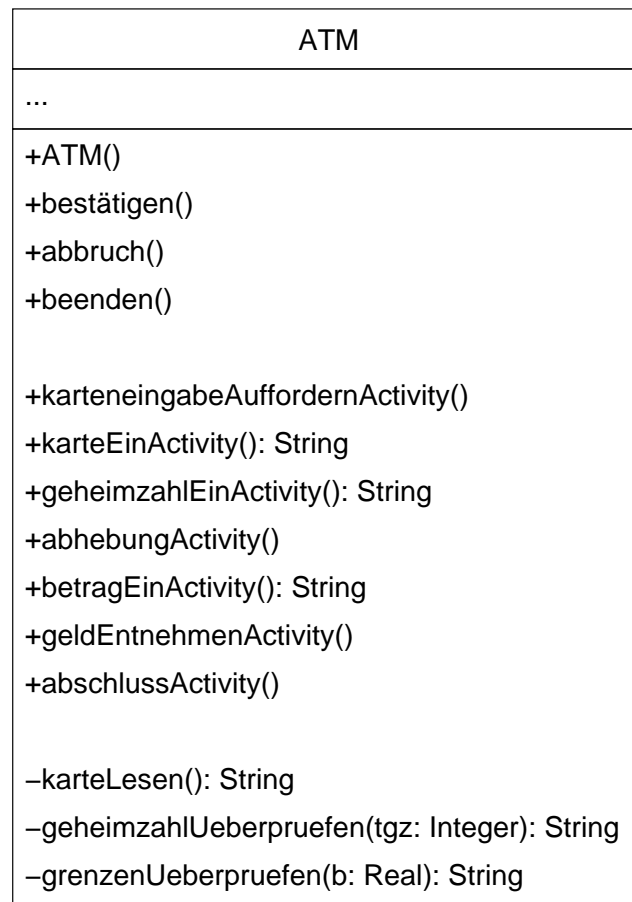 ATM
...
+ATM()
+bestätigen()
+abbruch()
+beenden()
+karteneingabeAuffordernActivity()
+karteEinActivity(): String
+geheimzahlEinActivity(): String
+abhebungActivity()
+betragEinActivity(): String
+geldEntnehmenActivity()
+abschlussActivity()
−karteLesen(): String
−geheimzahlUeberpruefen(tgz: Integer): String
−grenzenUeberpruefen(b: Real): String